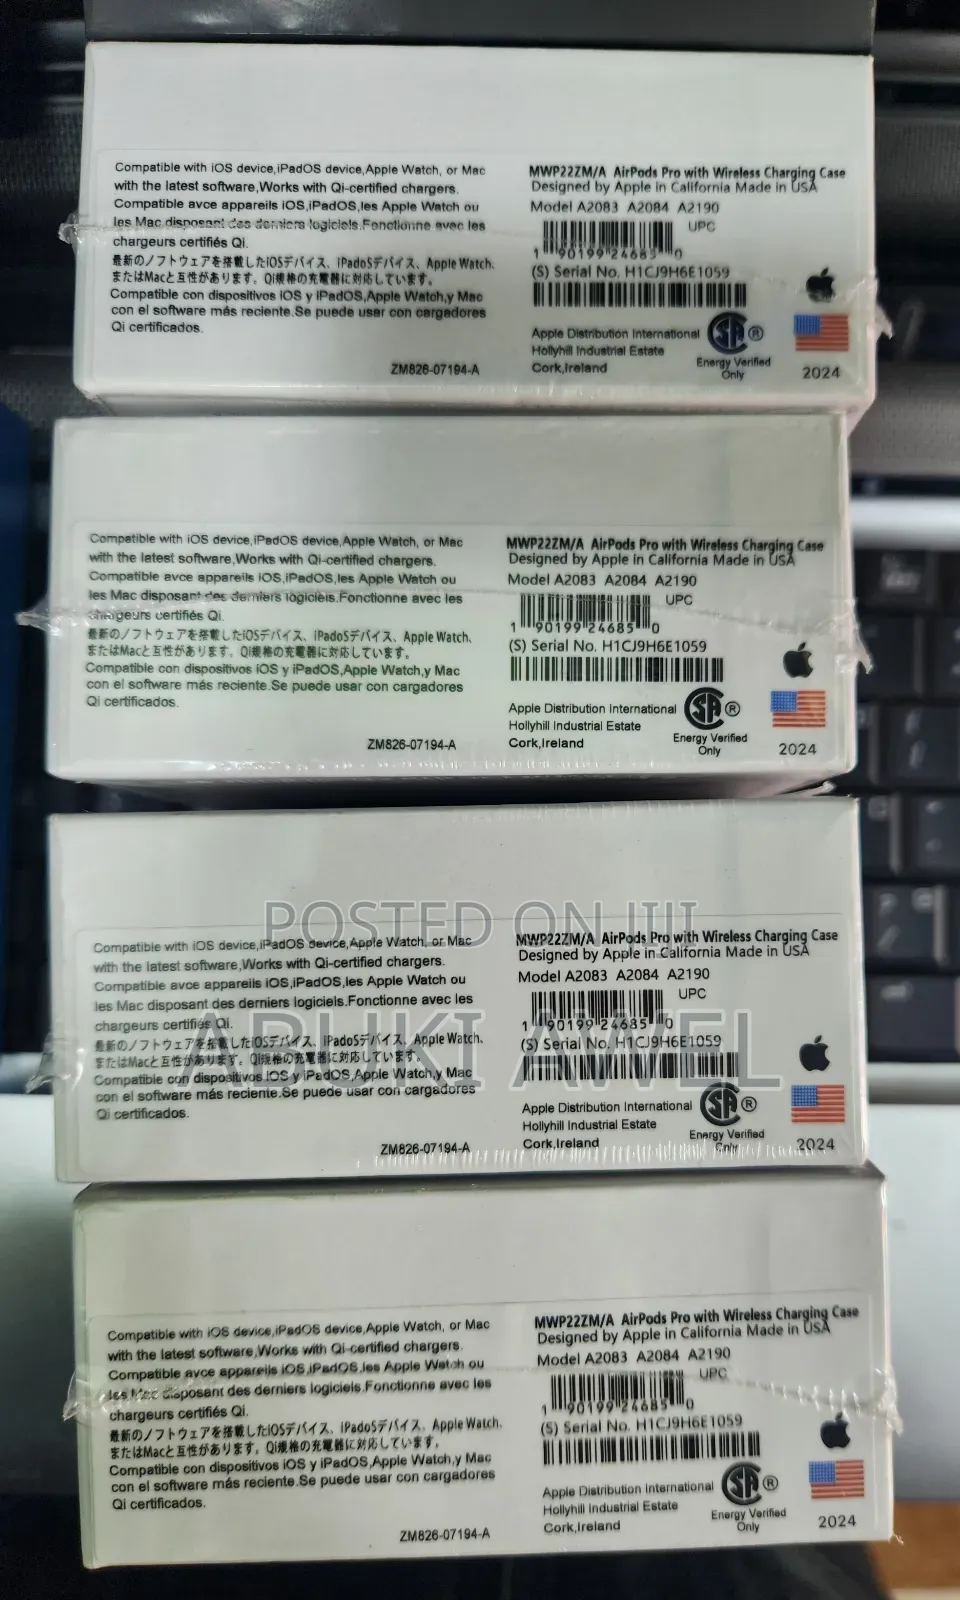 Compatible with iOS device,iPadOS device,Apple Watch, or Mac
with the latest software,Works with Qi-certified chargers.
Compatible avce appareils iOS,iPadOS,les Apple Watch ou
les Mac disposant des derniers logiciels.Fonctionne avec les
chargeurs certifiés Qi.
最新のノフトウェアを搭載したiOSデバイス、iPadoSデバイス、Apple Watch.
またはMacと互性があります。Qi規格の充電器に対応しています。
Compatible con dispositivos iOS y iPadOS,Apple Watch,y Mac
con el software más reciente.Se puede usar con cargadores
Qi certificados.
ZM826-07194-A
MWP22ZM/A AirPods Pro with Wireless Charging Case
Designed by Apple in California Made in USA
Model A2083 A2084 A2190
UPC
1 90199 24685 0
(S) Serial No. H1CJ9H6E1059
Apple Distribution International
Hollyhill Industrial Estate
Cork,Ireland
SA ®
Energy Verified
Only
2024
Compatible with iOS device,iPadOS device,Apple Watch, or Mac
with the latest software,Works with Qi-certified chargers.
Compatible avce appareils iOS,iPadOS,les Apple Watch ou
les Mac disposant des derniers logiciels.Fonctionne avec les
chargeurs certifiés Qi.
最新のノフトウェアを搭載したiOSデバイス、iPadoSデバイス、Apple Watch.
またはMacと互性があります。Qi規格の充電器に対応しています。
Compatible con dispositivos iOS y iPadOS,Apple Watch,y Mac
con el software más reciente.Se puede usar con cargadores
Qi certificados.
ZM826-07194-A
MWP22ZM/A AirPods Pro with Wireless Charging Case
Designed by Apple in California Made in USA
Model A2083 A2084 A2190
UPC
1 90199 24685 0
(S) Serial No. H1CJ9H6E1059
Apple Distribution International
Hollyhill Industrial Estate
Cork,Ireland
SA ®
Energy Verified
Only
2024
POSTED ON JIJI
ABUKI AWEL
Compatible with iOS device,iPadOS device,Apple Watch, or Mac
with the latest software,Works with Qi-certified chargers.
Compatible avce appareils iOS,iPadOS,les Apple Watch ou
les Mac disposant des derniers logiciels.Fonctionne avec les
chargeurs certifiés Qi.
最新のノフトウェアを搭載したiOSデバイス、iPadoSデバイス、Apple Watch.
またはMacと互性があります。Qi規格の充電器に対応しています。
Compatible con dispositivos iOS y iPadOS,Apple Watch,y Mac
con el software más reciente.Se puede usar con cargadores
Qi certificados.
ZM826-07194-A
MWP22ZM/A AirPods Pro with Wireless Charging Case
Designed by Apple in California Made in USA
Model A2083 A2084 A2190
UPC
1 90199 24685 0
(S) Serial No. H1CJ9H6E1059
Apple Distribution International
Hollyhill Industrial Estate
Cork,Ireland
SA ®
Energy Verified
Only
2024
Compatible with iOS device,iPadOS device,Apple Watch, or Mac
with the latest software,Works with Qi-certified chargers.
Compatible avce appareils iOS,iPadOS,les Apple Watch ou
les Mac disposant des derniers logiciels.Fonctionne avec les
chargeurs certifiés Qi.
最新のノフトウェアを搭載したiOSデバイス、iPadoSデバイス、Apple Watch.
またはMacと互性があります。Qi規格の充電器に対応しています。
Compatible con dispositivos iOS y iPadOS,Apple Watch,y Mac
con el software más reciente.Se puede usar con cargadores
Qi certificados.
ZM826-07194-A
MWP22ZM/A AirPods Pro with Wireless Charging Case
Designed by Apple in California Made in USA
Model A2083 A2084 A2190
UPC
1 90199 24685 0
(S) Serial No. H1CJ9H6E1059
Apple Distribution International
Hollyhill Industrial Estate
Cork,Ireland
SA ®
Energy Verified
Only
2024